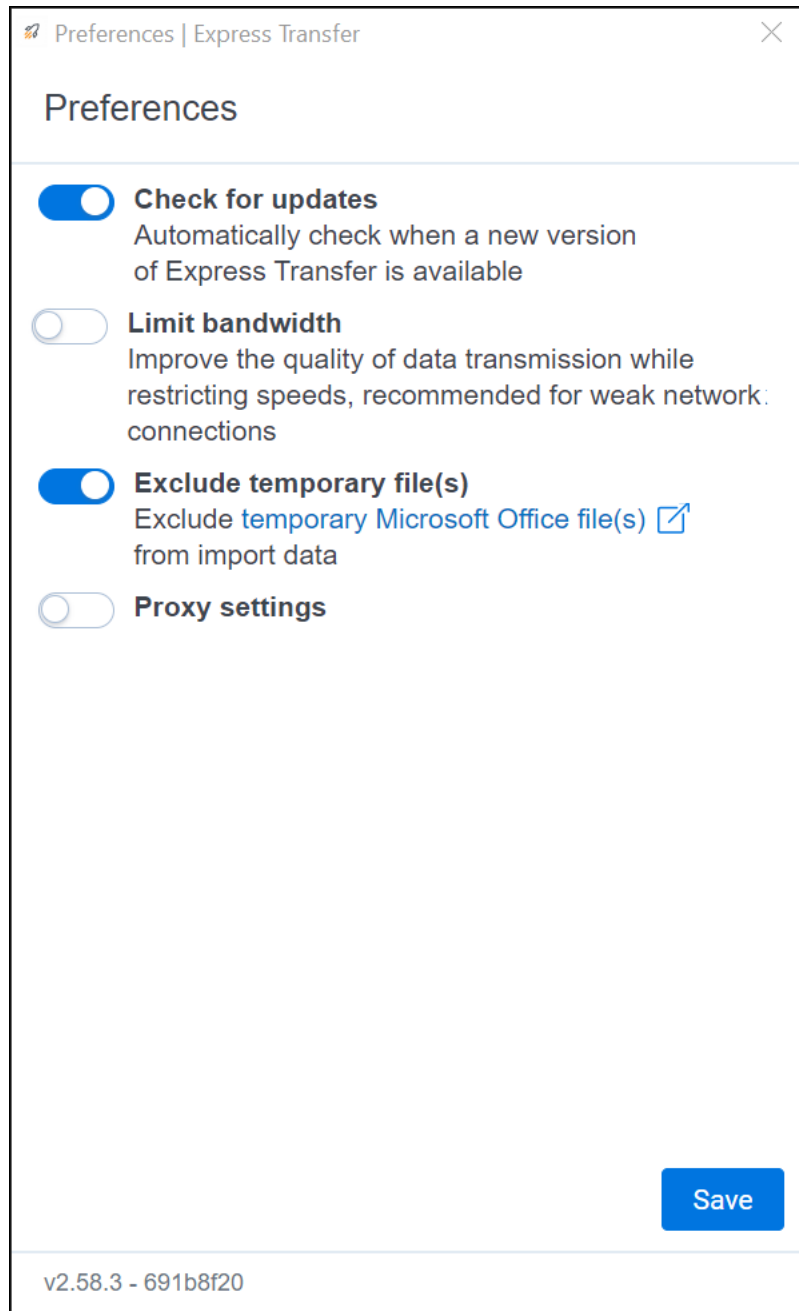 Preferences | Express Transfer
Preferences
Check for updates
Automatically check when a new version
of Express Transfer is available
Limit bandwidth
Improve the quality of data transmission while
restricting speeds, recommended for weak network
connections
Exclude temporary file(s)
Exclude temporary Microsoft Office file(s)
from import data
Proxy settings
Save
v2.58.3 - 691b8f20